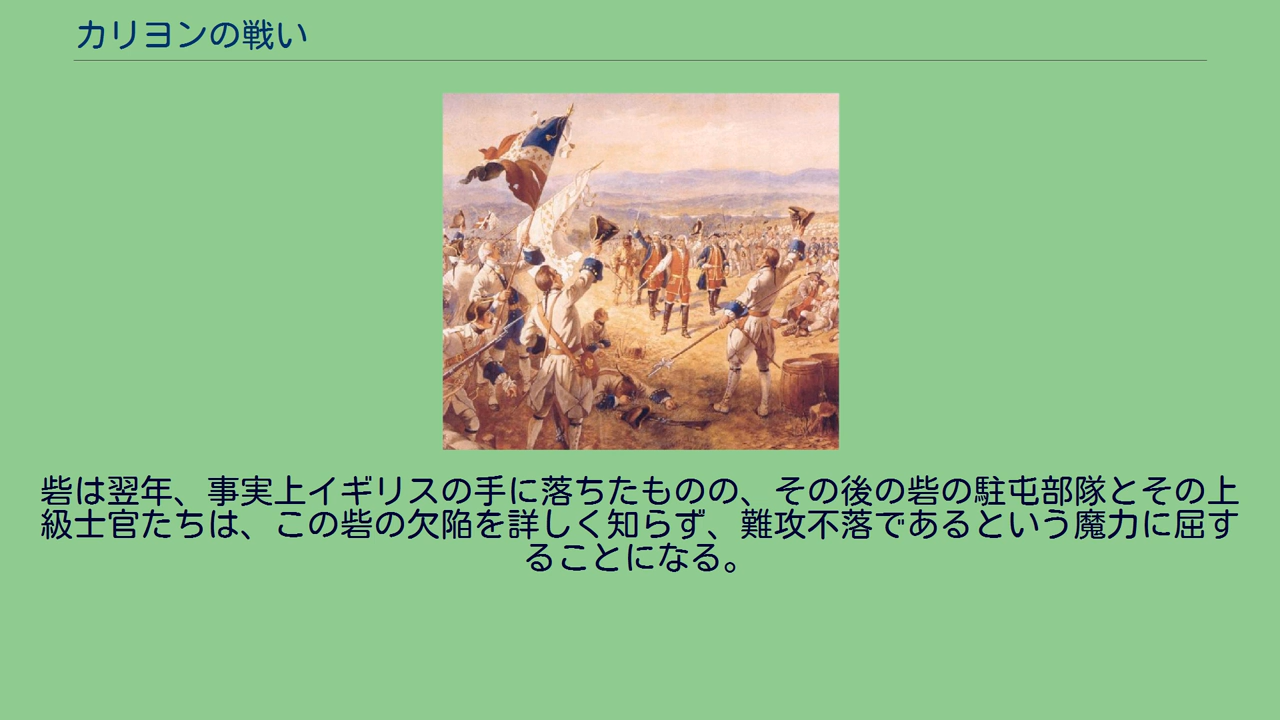 カリヨンの戦い
砦は翌年、事実上イギリスの手に落ちたものの、その後の砦の駐屯部隊とその上
級士官たちは、この砦の欠陥を詳しく知らず、難攻不落であるという魔力に屈す
ることになる。